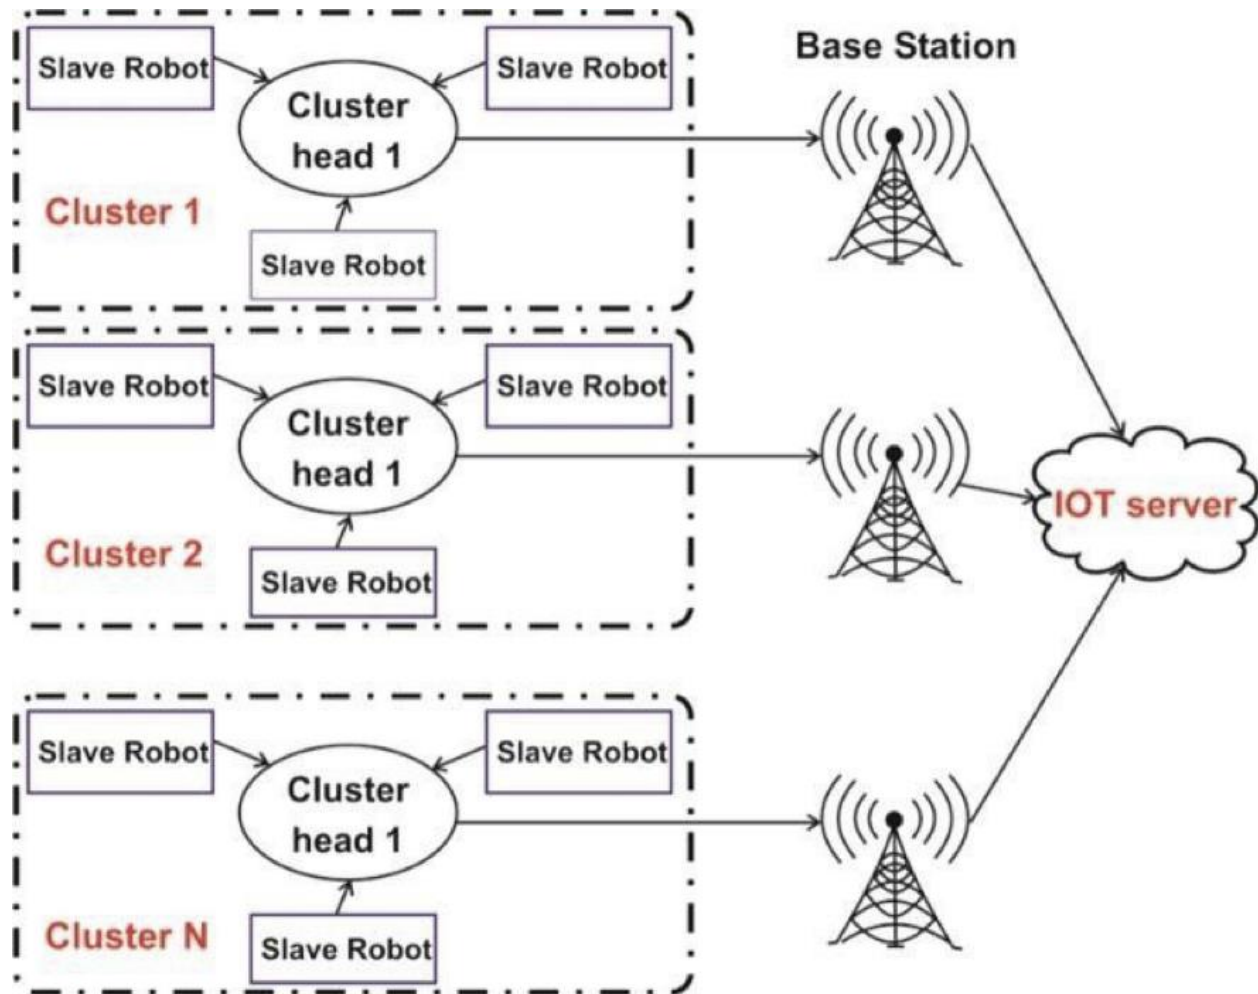 Slave Robot
Slave Robot
Base Station
Cluster
head 1
Cluster 1
Slave Robot
Slave Robot
Slave Robot
Cluster
head 1
IOT server
Cluster 2
Slave Robot
Slave Robot
Slave Robot
Cluster
head 1
Cluster N
Slave Robot